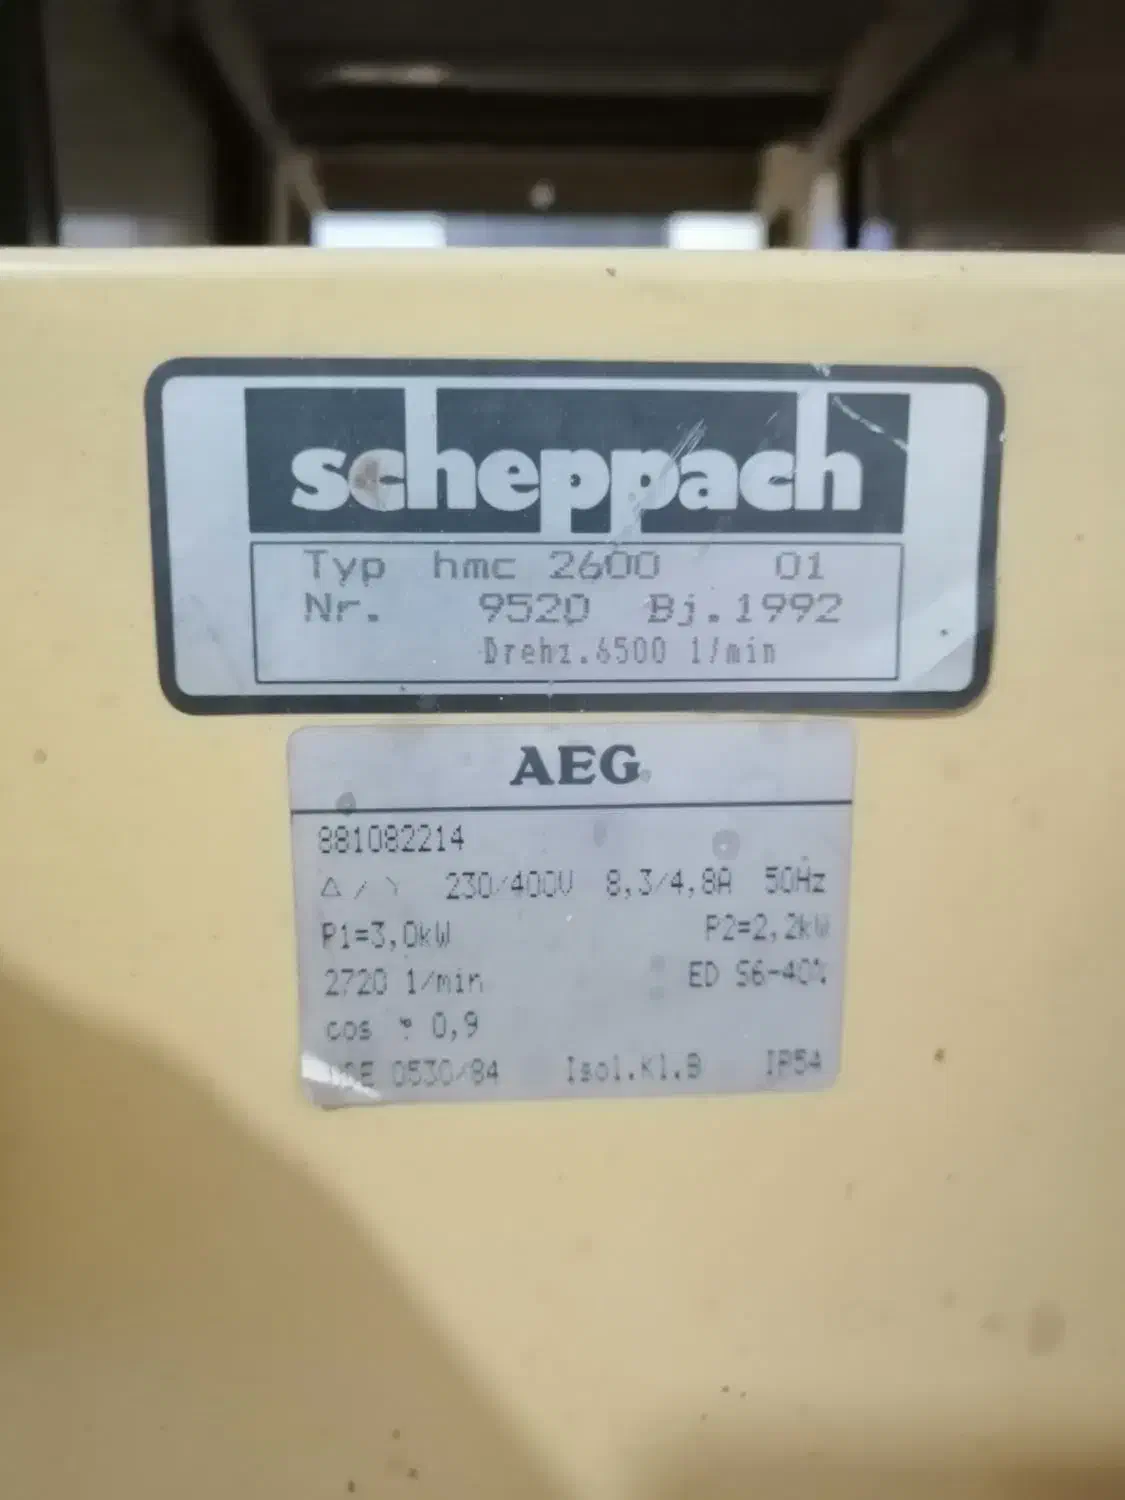 scheppach
Typ hmc 2600 01
Nr. 9520 Bj.1992
Drehz.6500 1/min
AEG
881082214
△ / Y 230/400V 8,3/4,8A 50Hz
P1=3,0kW P2=2,2kW
2720 1/min ED S6-40%
cos φ 0,9
VDE 0530/84 Isol.Kl.B IP54